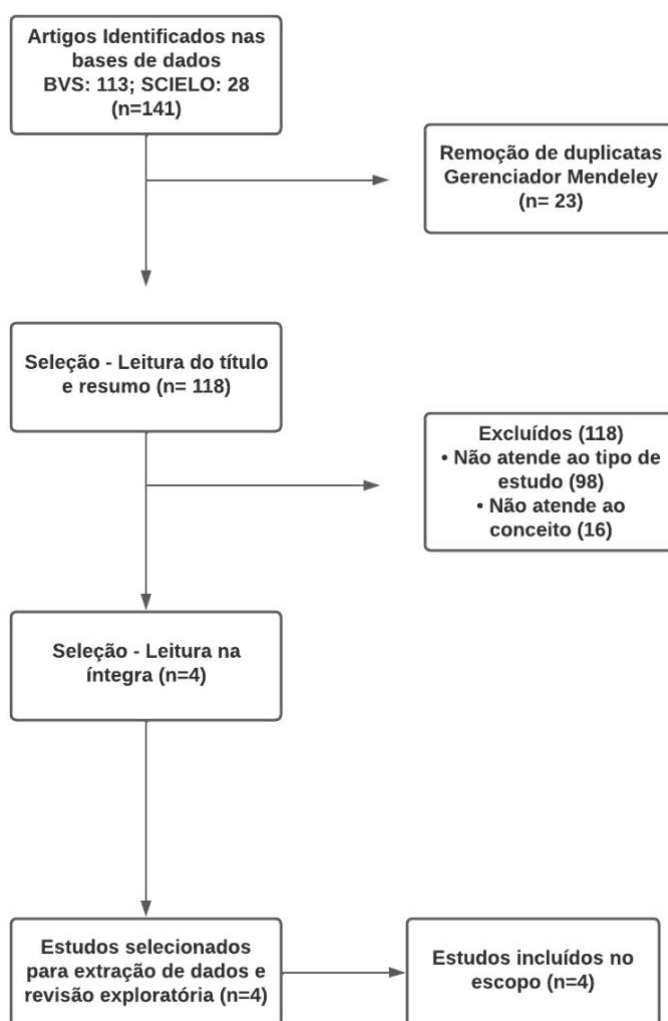 Artigos Identificados nas
bases de dados
BVS: 113; SCIELO: 28
(n=141)
Remoção de duplicatas
Gerenciador Mendeley
(n= 23)
Seleção - Leitura do título
e resumo (n= 118)
Excluídos (118)
• Não atende ao tipo de
estudo (98)
• Não atende ao
conceito (16)
Seleção - Leitura na
íntegra (n=4)
Estudos selecionados
para extração de dados e
revisão exploratória (n=4)
Estudos incluídos no
escopo (n=4)